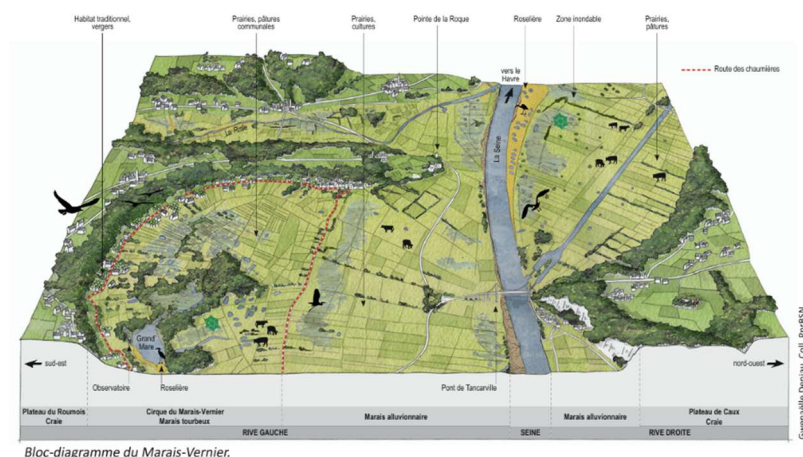 Habitat traditionnel,
vergers
Prairies, pâtures
communales
Prairies,
cultures
Pointe de la Roque
Roselière
Zone inondable
Prairies,
pâtures
vers le
Havre
Route des chaumières
La Risle
La Seine
Grand
Mare
sud-est
nord-ouest
Observatoire
Roselière
Pont de Tancarville
Plateau du Roumois
Craie
Cirque du Marais-Vernier
Marais tourbeux
Marais alluvionnaire
Marais alluvionnaire
Plateau de Caux
Craie
RIVE GAUCHE
SEINE
RIVE DROITE
Bloc-diagramme du Marais-Vernier.